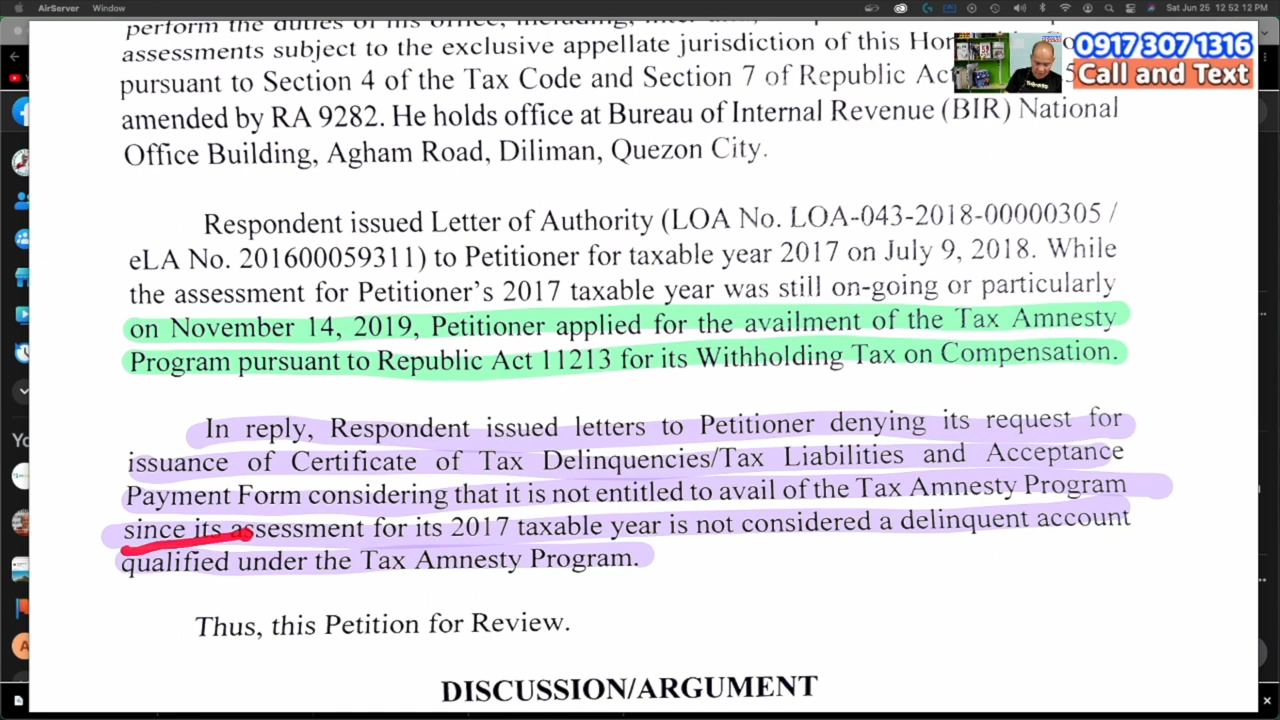 AirServer Window
Sat Jun 25 12 52 12 PM
0917 307 1316
Call and Text
perform the duties of his office, including,
assessments subject to the exclusive appellate jurisdiction of this
pursuant to Section 4 of the Tax Code and Section 7 of Republic Act
amended by RA 9282. He holds office at Bureau of Internal Revenue (BIR) National
Office Building, Agham Road, Diliman, Quezon City.
Respondent issued Letter of Authority (LOA No. LOA-043-2018-00000305 /
eLA No. 201600059311) to Petitioner for taxable year 2017 on July 9, 2018. While
the assessment for Petitioner's 2017 taxable year was still on-going or particularly
on November 14, 2019, Petitioner applied for the availment of the Tax Amnesty
Program pursuant to Republic Act 11213 for its Withholding Tax on Compensation.
In reply, Respondent issued letters to Petitioner denying its request for
issuance of Certificate of Tax Delinquencies/Tax Liabilities and Acceptance
Payment Form considering that it is not entitled to avail of the Tax Amnesty Program
since its assessment for its 2017 taxable year is not considered a delinquent account
qualified under the Tax Amnesty Program.
Thus, this Petition for Review.
DISCUSSION/ARGUMENT